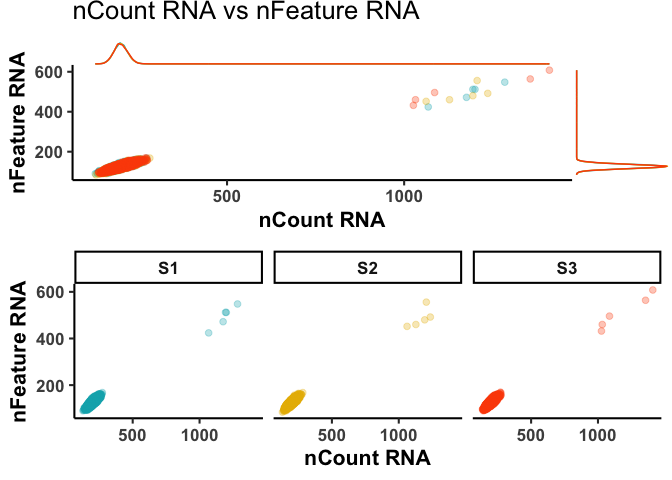 nCount RNA vs nFeature RNA
nFeature RNA
600
400
200
500 1000
nCount RNA
S1 S2 S3
nFeature RNA
600
400
200
500 1000 500 1000 500 1000
nCount RNA